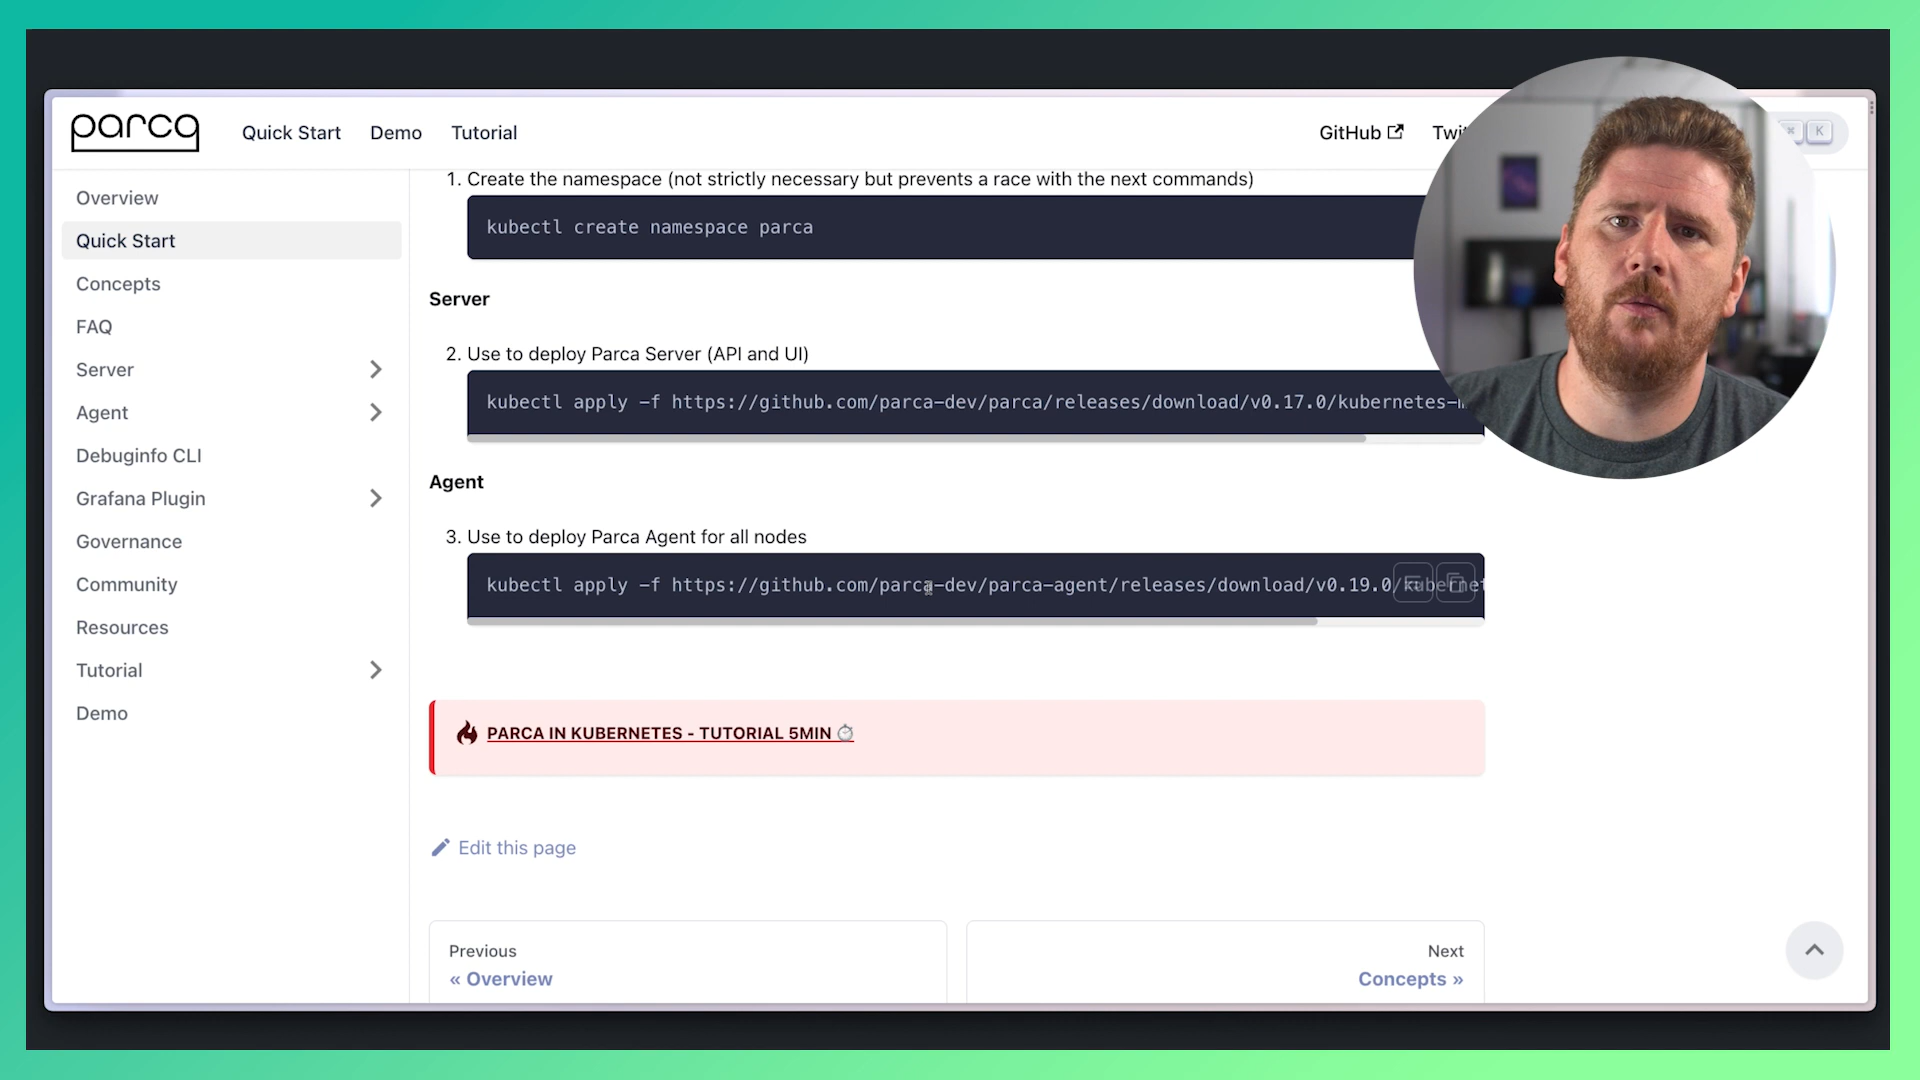 parca
Quick Start
Demo
Tutorial
GitHub
K
Overview
Quick Start
Concepts
FAQ
Server
Agent
Debuginfo CLI
Grafana Plugin
Governance
Community
Resources
Tutorial
Demo
1. Create the namespace (not strictly necessary but prevents a race with the next commands)
kubectl create namespace parca
Server
2. Use to deploy Parca Server (API and UI)
kubectl apply -f https://github.com/parca-dev/parca/releases/download/v0.17.0/kubernetes-
Agent
3. Use to deploy Parca Agent for all nodes
kubectl apply -f https://github.com/parca-dev/parca-agent/releases/download/v0.19.0/kubernet
PARCA IN KUBERNETES - TUTORIAL 5MIN ⏱
Edit this page
Previous
« Overview
Next
Concepts »